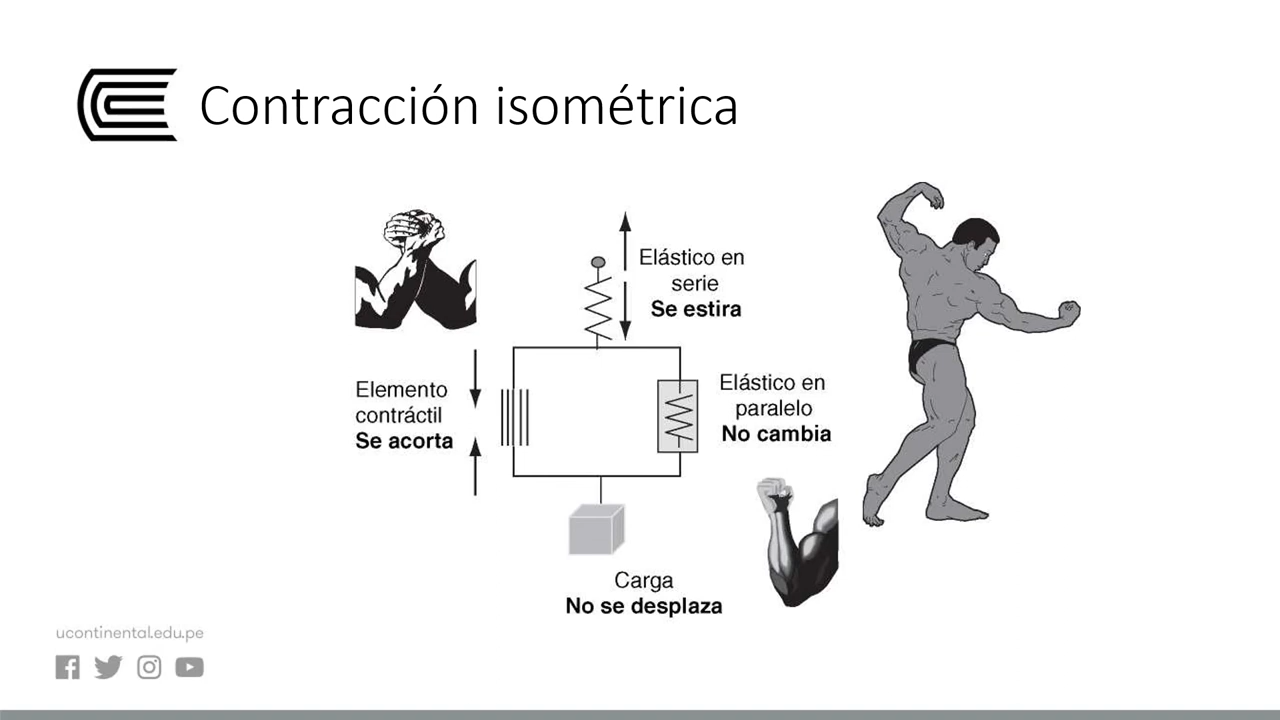 Contracción isométrica
Elástico en
serie
Se estira
Elemento
contráctil
Se acorta
Elástico en
paralelo
No cambia
Carga
No se desplaza
ucontinental.edu.pe